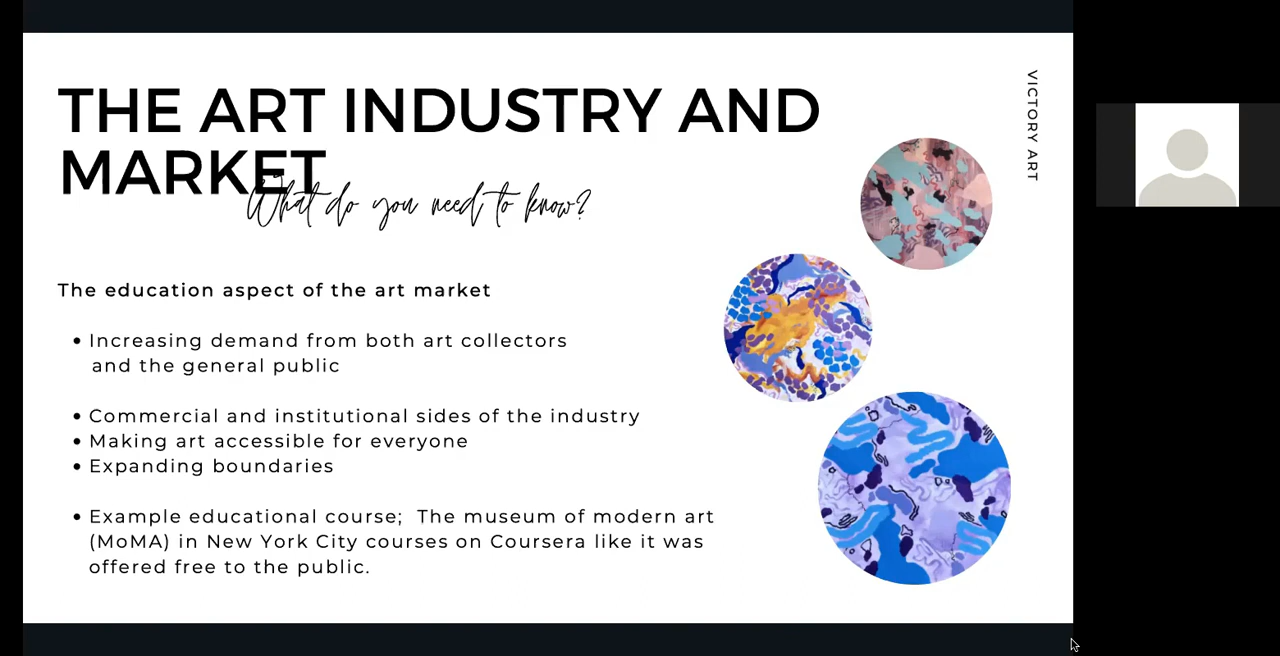 THE ART INDUSTRY AND
MARKET
What do you need to know?
VICTORY ART
The education aspect of the art market
• Increasing demand from both art collectors
and the general public
• Commercial and institutional sides of the industry
• Making art accessible for everyone
• Expanding boundaries
• Example educational course;  The museum of modern art
(MoMA) in New York City courses on Coursera like it was
offered free to the public.